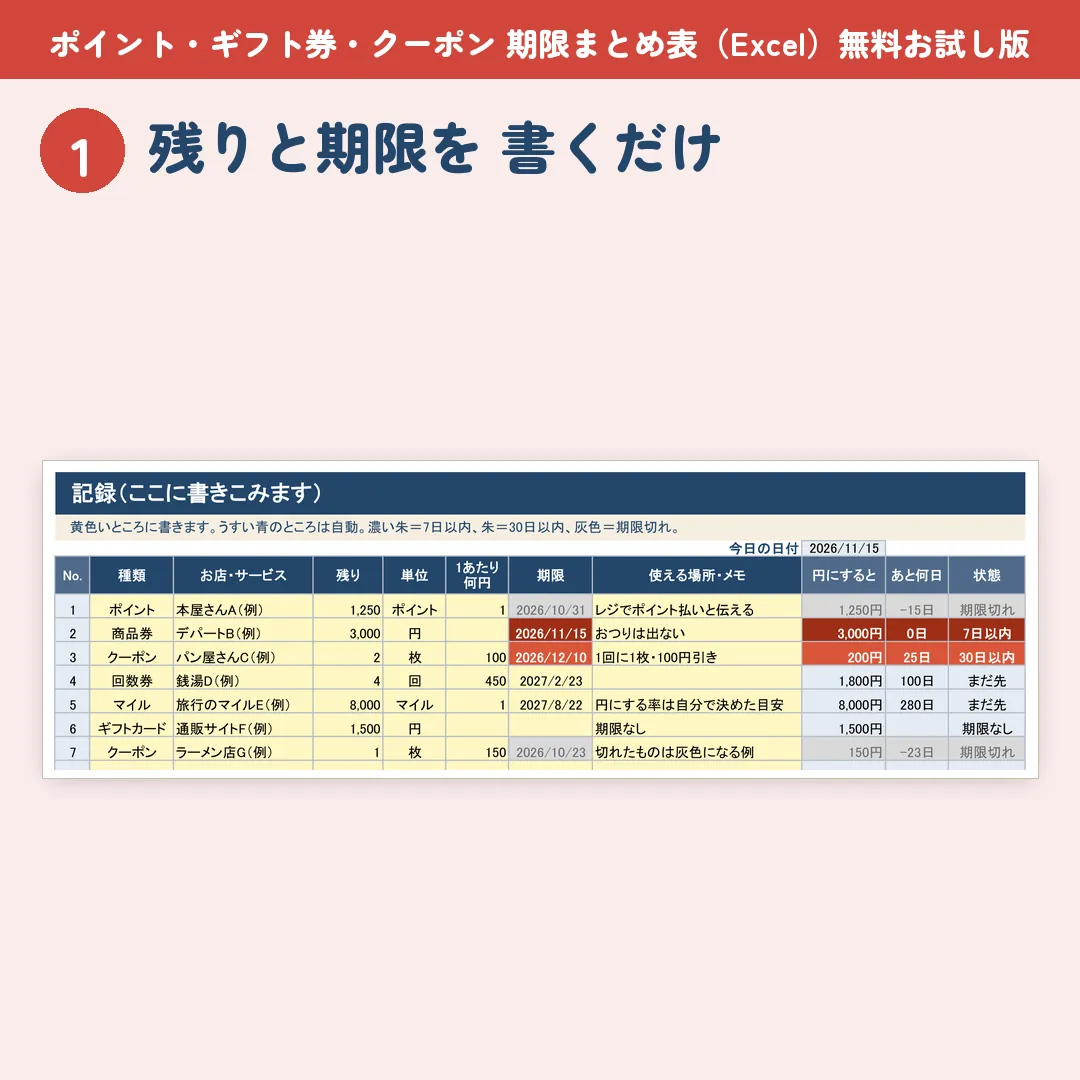 ポイント・ギフト券・クーポン 期限まとめ表（Excel）無料お試し版
1 残りと期限を 書くだけ
記録（ここに書きこみます）
黄色いところに書きます。うすい青のところは自動。濃い朱＝7日以内、朱＝30日以内、灰色＝期限切れ。
今日の日付 2026/11/15
No. 種類 お店・サービス 残り 単位 1あたり何円 期限 使える場所・メモ 円にすると あと何日 状態
1 ポイント 本屋さんA（例） 1,250 ポイント 1 2026/10/31 レジでポイント払いと伝える 1,250円 −15日 期限切れ
2 商品券 デパートB（例） 3,000 円 2026/11/15 おつりは出ない 3,000円 0日 7日以内
3 クーポン パン屋さんC（例） 2 枚 100 2026/12/10 1回に1枚・100円引き 200円 25日 30日以内
4 回数券 銭湯D（例） 4 回 450 2027/2/23 1,800円 100日 まだ先
5 マイル 旅行のマイルE（例） 8,000 マイル 1 2027/8/22 円にする率は自分で決めた目安 8,000円 280日 まだ先
6 ギフトカード 通販サイトF（例） 1,500 円 期限なし 1,500円 期限なし
7 クーポン ラーメン店G（例） 1 枚 150 2026/10/23 切れたものは灰色になる例 150円 −23日 期限切れ